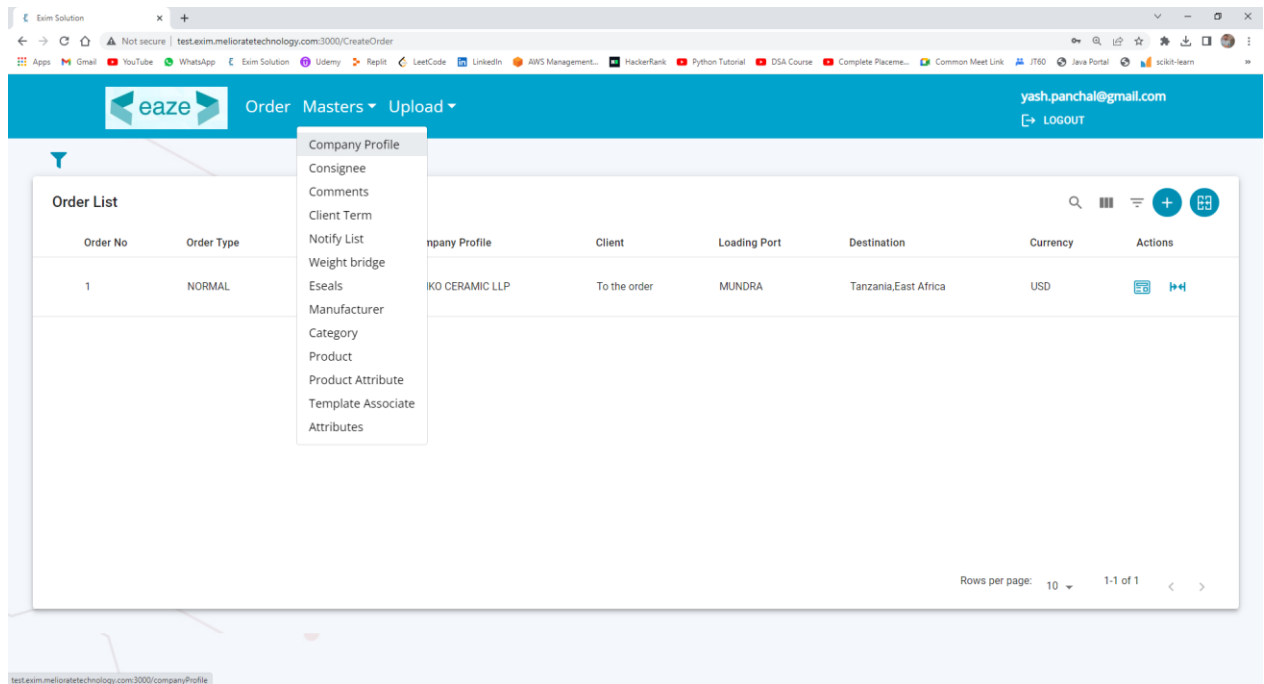 Exim Solution
Not secure | test.exim.melioratetechnology.com:3000/CreateOrder
Apps Gmail YouTube WhatsApp Exim Solution Udemy Replit LeetCode LinkedIn AWS Management... HackerRank Python Tutorial DSA Course Complete Placeme... Common Meet Link JT60 Java Portal scikit-learn »
eaze Order Masters Upload
yash.panchal@gmail.com
LOGOUT
Company Profile
Consignee
Comments
Client Term
Notify List
Weight bridge
Eseals
Manufacturer
Category
Product
Product Attribute
Template Associate
Attributes
Order List
Order No Order Type mpany Profile Client Loading Port Destination Currency Actions
1 NORMAL KO CERAMIC LLP To the order MUNDRA Tanzania,East Africa USD
Rows per page: 10 1-1 of 1
test.exim.melioratetechnology.com:3000/companyProfile